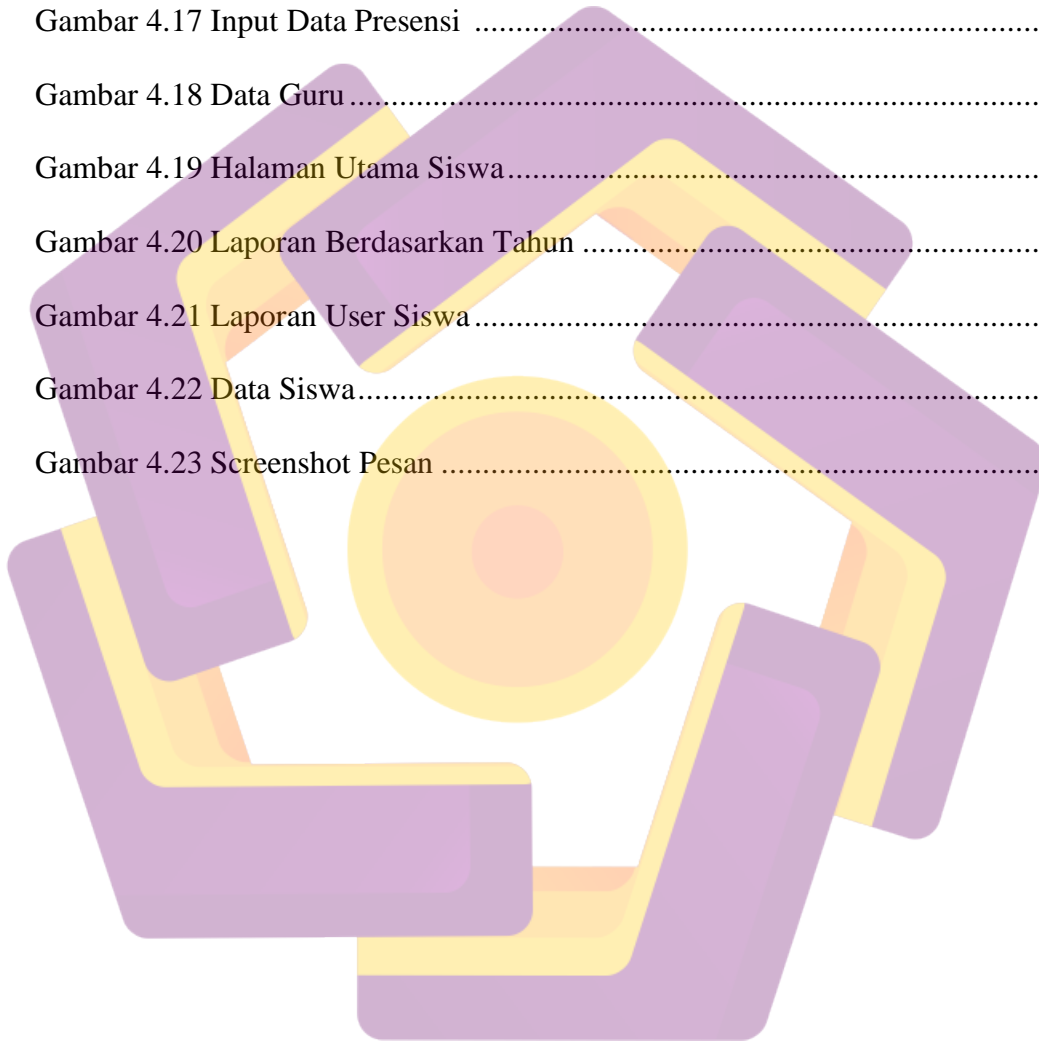 Gambar 4.17 Input Data Presensi ..................................................................
Gambar 4.18 Data Guru ..................................................................................
Gambar 4.19 Halaman Utama Siswa ..............................................................
Gambar 4.20 Laporan Berdasarkan Tahun .....................................................
Gambar 4.21 Laporan User Siswa ..................................................................
Gambar 4.22 Data Siswa .................................................................................
Gambar 4.23 Screenshot Pesan .......................................................................